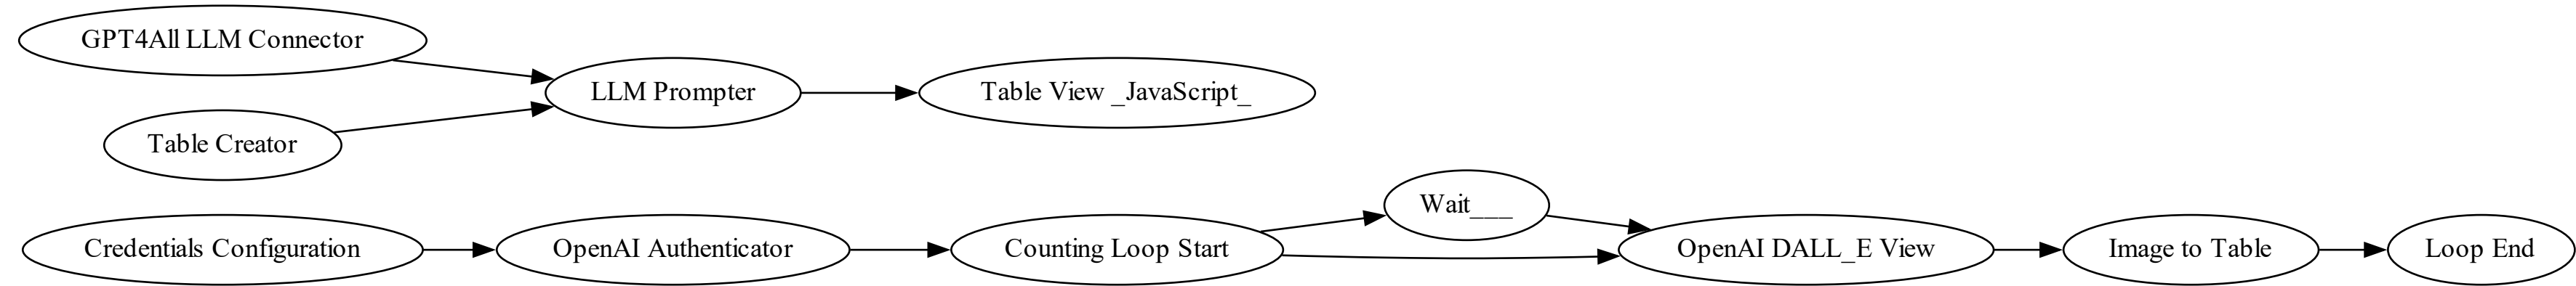 GPT4All LLM Connector
Table Creator
LLM Prompter
Table View _JavaScript_
Credentials Configuration
OpenAI Authenticator
Counting Loop Start
Wait___
OpenAI DALL_E View
Image to Table
Loop End